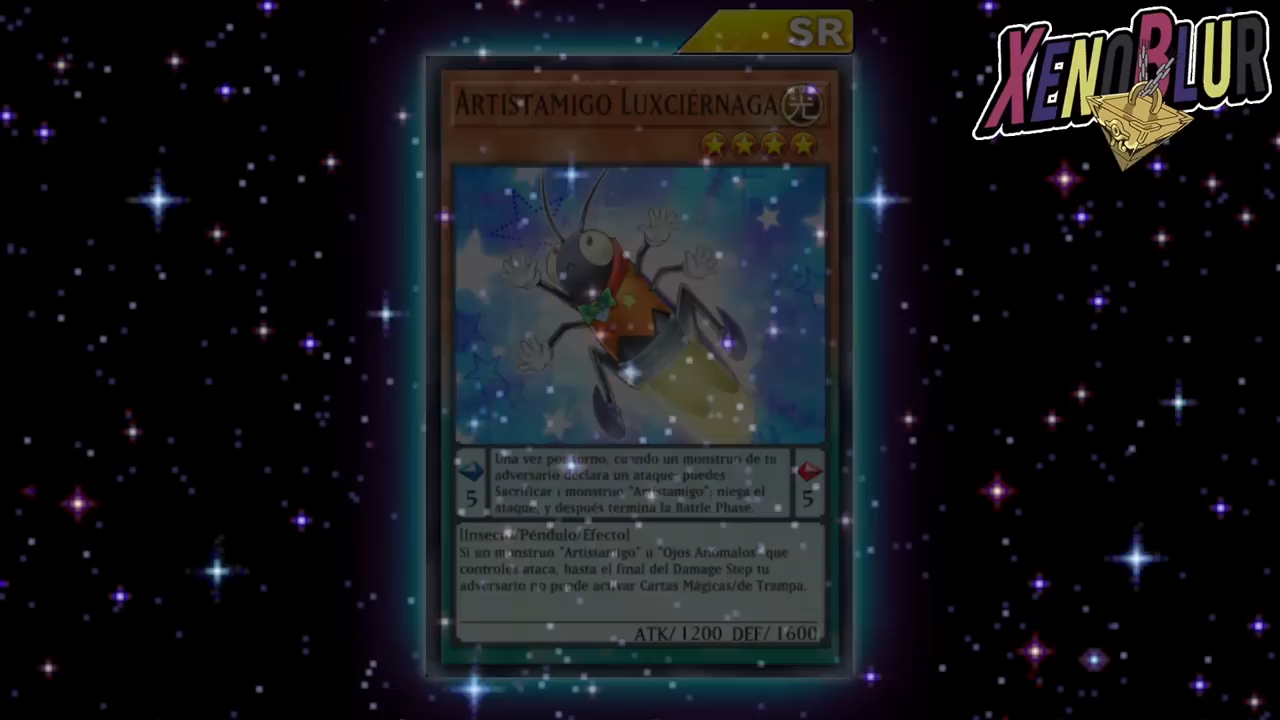 SR
XENOBLUR
ARTISTAMIGO LUXCIÉRNAGA
光
Una vez por turno, cuando un monstruo de tu
adversario declara un ataque: puedes
Sacrificar 1 monstruo "Artistamigo"; niega el
ataque, y después termina la Battle Phase.
5
5
[Insecto/Péndulo/Efecto]
Si un monstruo "Artistamigo" u "Ojos Anómalos" que
controles ataca, hasta el final del Damage Step tu
adversario no puede activar Cartas Mágicas/de Trampa.
ATK/ 1200 DEF/ 1600